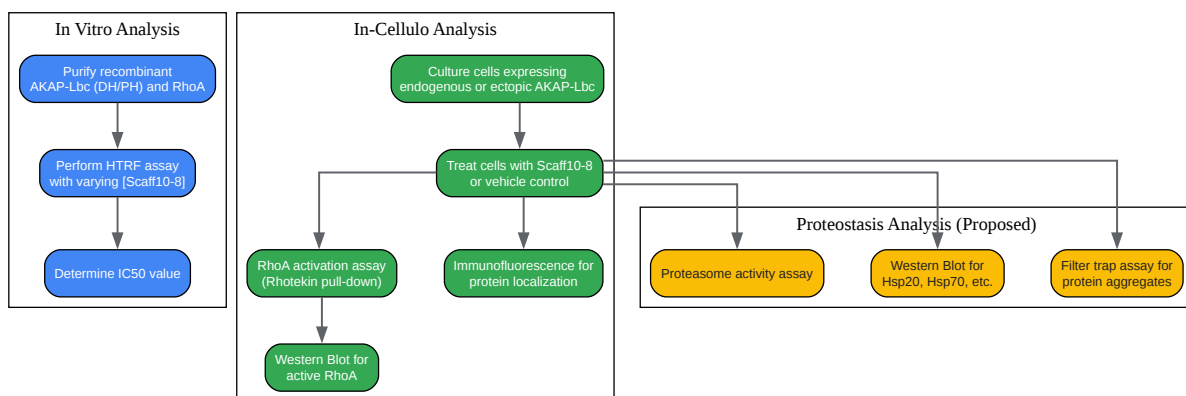 In Vitro Analysis
Purify recombinant
AKAP-Lbc (DH/PH) and RhoA
Perform HTRF assay
with varying [Scaff10-8]
Determine IC50 value
In-Cellulo Analysis
Culture cells expressing
endogenous or ectopic AKAP-Lbc
Treat cells with Scaff10-8
or vehicle control
RhoA activation assay
(Rhotekin pull-down)
Immunofluorescence for
protein localization
Western Blot for
active RhoA
Proteostasis Analysis (Proposed)
Proteasome activity assay
Western Blot for
Hsp20, Hsp70, etc.
Filter trap assay for
protein aggregates